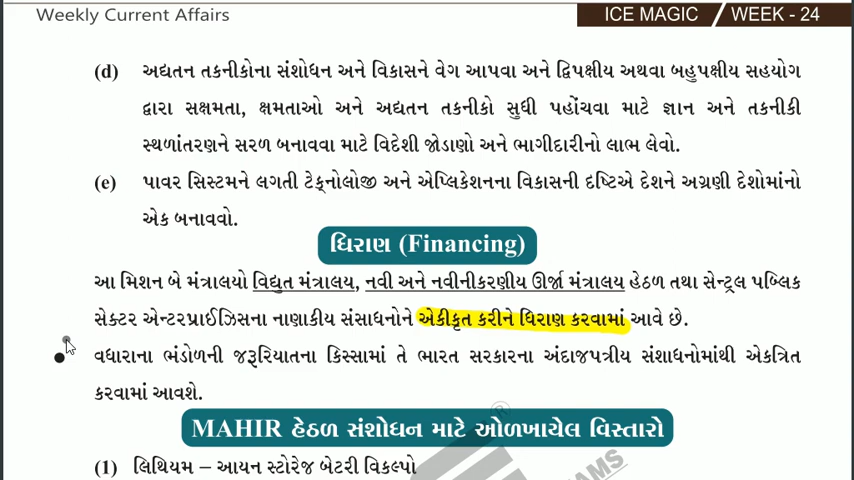 Weekly Current Affairs
ICE MAGIC / WEEK - 24
(d) અદ્યતન તકનીકોના સંશોધન અને વિકાસને વેગ આપવા અને દ્વિપક્ષીય અથવા બહુપક્ષીય સહયોગ
દ્વારા સક્ષમતા, ક્ષમતાઓ અને અદ્યતન તકનીકો સુધી પહોંચવા માટે જ્ઞાન અને તકનીકી
સ્થળાંતરણને સરળ બનાવવા માટે વિદેશી જોડાણો અને ભાગીદારીનો લાભ લેવો.
(e) પાવર સિસ્ટમને લગતી ટેક્નોલોજી અને એપ્લિકેશનના વિકાસની દષ્ટિએ દેશને અગ્રણી દેશોમાંનો
એક બનાવવો.
ધિરાણ (Financing)
આ મિશન બે મંત્રાલયો વિદ્યુત મંત્રાલય, નવી અને નવીનીકરણીય ઊર્જા મંત્રાલય હેઠળ તથા સેન્ટ્રલ પબ્લિક
સેક્ટર એન્ટરપ્રાઈઝિસના નાણાકીય સંસાધનોને એકીકૃત કરીને ધિરાણ કરવામાં આવે છે.
● વધારાના ભંડોળની જરૂરિયાતના કિસ્સામાં તે ભારત સરકારના અંદાજપત્રીય સંશાધનોમાંથી એકત્રિત
કરવામાં આવશે.
MAHIR હેઠળ સંશોધન માટે ઓળખાયેલ વિસ્તારો
(1) લિથિયમ – આયન સ્ટોરેજ બેટરી વિકલ્પો